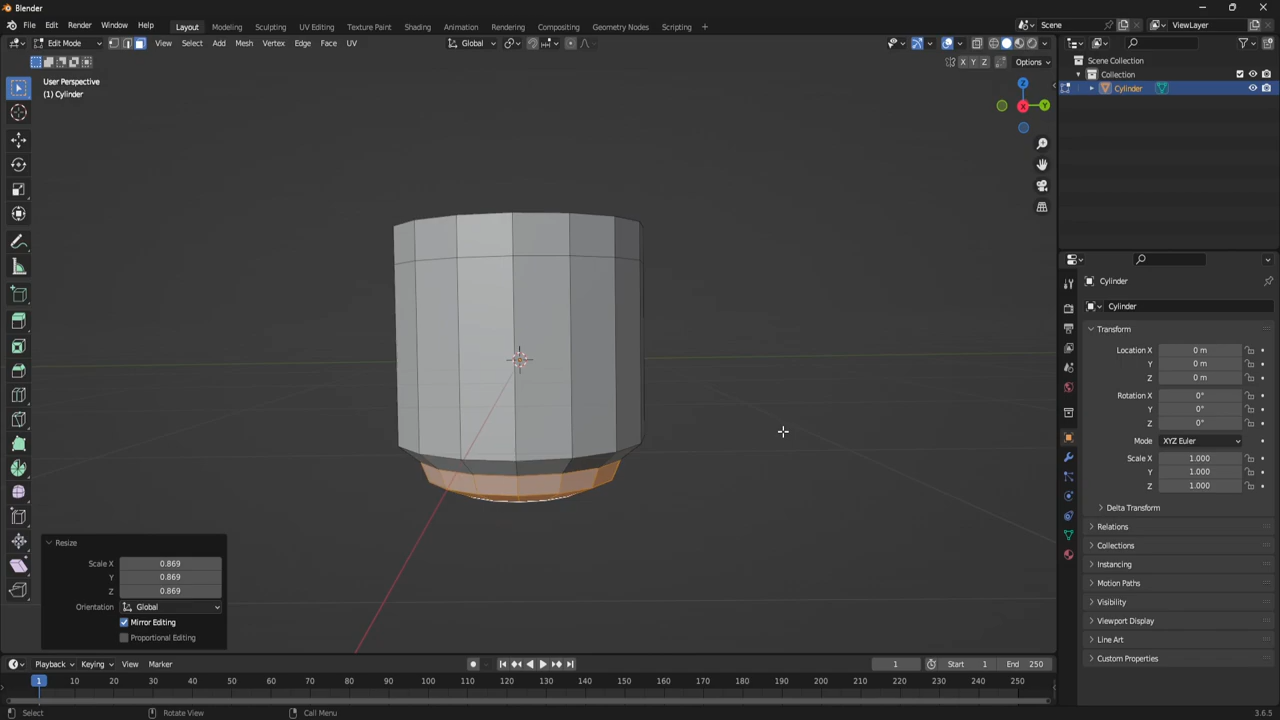 Blender
File Edit Render Window Help
Layout Modeling Sculpting UV Editing Texture Paint Shading Animation Rendering Compositing Geometry Nodes Scripting +
Scene
ViewLayer
Edit Mode
View Select Add Mesh Vertex Edge Face UV
Global
X Y Z
Options
User Perspective
(1) Cylinder
Z
X
Y
Scene Collection
Collection
Cylinder
Cylinder
Cylinder
Transform
Location X 0 m
Y 0 m
Z 0 m
Rotation X 0°
Y 0°
Z 0°
Mode XYZ Euler
Scale X 1.000
Y 1.000
Z 1.000
Delta Transform
Relations
Collections
Instancing
Motion Paths
Visibility
Viewport Display
Line Art
Custom Properties
Resize
Scale X 0.869
Y 0.869
Z 0.869
Orientation Global
Mirror Editing
Proportional Editing
Playback Keying View Marker
1
Start 1
End 250
1 10 20 30 40 50 60 70 80 90 100 110 120 130 140 150 160 170 180 190 200 210 220 230 240 250
Select Rotate View Call Menu
3.6.5